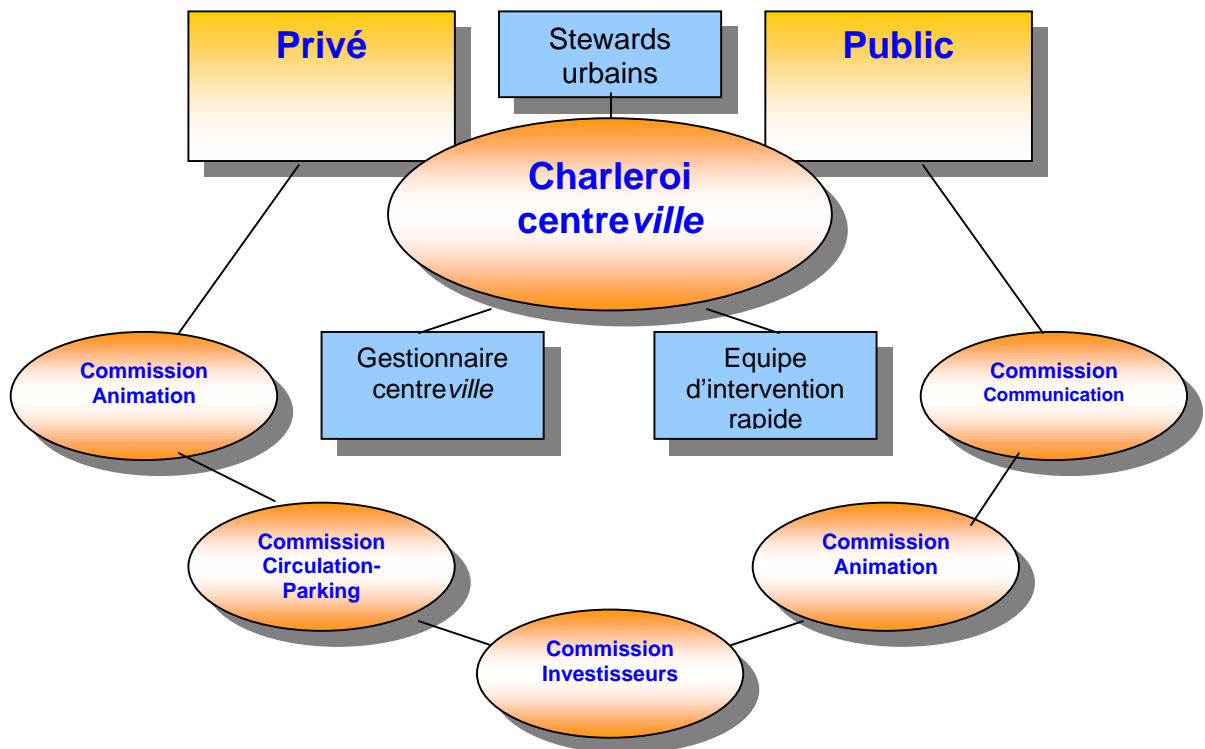 Privé
Stewards
urbains
Public
Charleroi
centreville
Gestionnaire
centreville
Equipe
d'intervention
rapide
Commission
Animation
Commission
Communication
Commission
Circulation-
Parking
Commission
Animation
Commission
Investisseurs